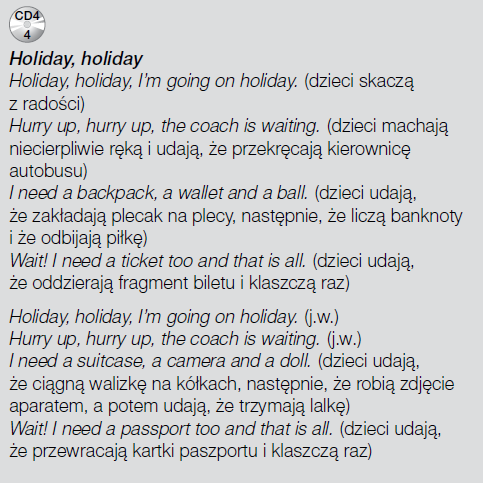 CD4
4
Holiday, holiday
Holiday, holiday, I'm going on holiday. (dzieci skaczą
z radości)
Hurry up, hurry up, the coach is waiting. (dzieci machają
niecierpliwie ręką i udają, że przekręcają kierownicę
autobusu)
I need a backpack, a wallet and a ball. (dzieci udają,
że zakładają plecak na plecy, następnie, że liczą banknoty
i że odbijają piłkę)
Wait! I need a ticket too and that is all. (dzieci udają,
że oddzierają fragment biletu i klaszczą raz)
Holiday, holiday, I'm going on holiday. (j.w.)
Hurry up, hurry up, the coach is waiting. (j.w.)
I need a suitcase, a camera and a doll. (dzieci udają,
że ciągną walizkę na kółkach, następnie, że robią zdjęcie
aparatem, a potem udają, że trzymają lalkę)
Wait! I need a passport too and that is all. (dzieci udają,
że przewracają kartki paszportu i klaszczą raz)